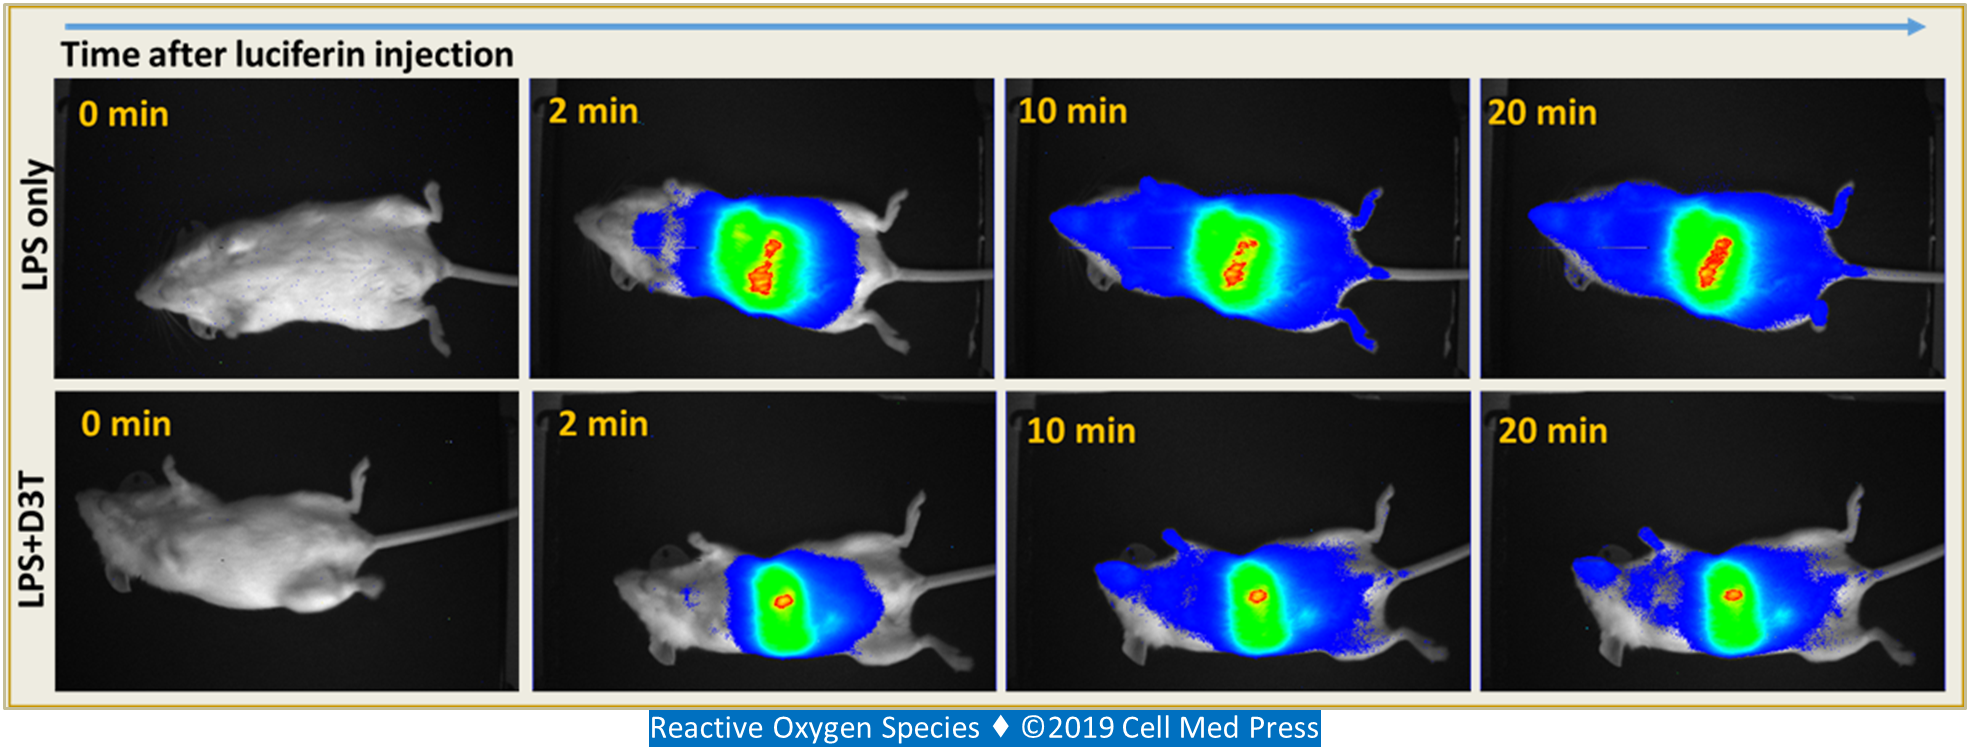 Time after luciferin injection
LPS only
0 min
2 min
10 min
20 min
LPS+D3T
0 min
2 min
10 min
20 min
Reactive Oxygen Species ♦ ©2019 Cell Med Press